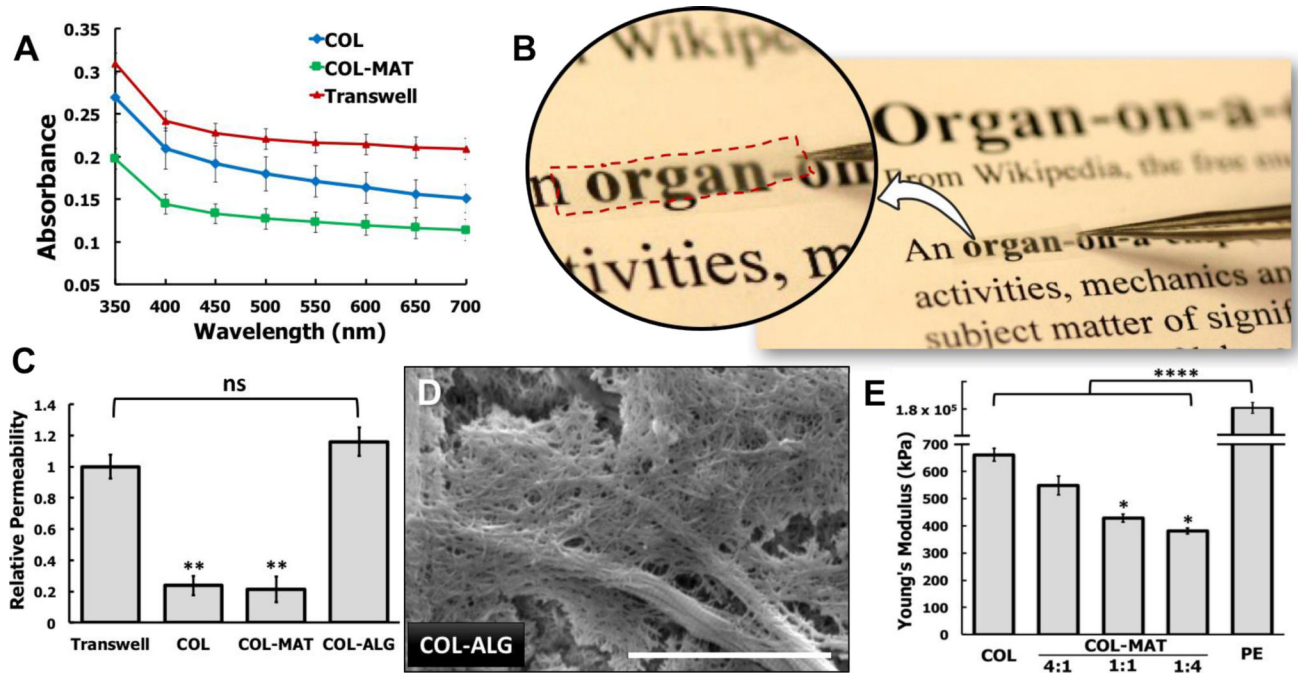 A
Absorbance
0.35
0.3
0.25
0.2
0.15
0.1
0.05
350 400 450 500 550 600 650 700
Wavelength (nm)
COL
COL-MAT
Transwell
B
Wikiped
n organ-on
tivities, m
Organ-on-a-
From Wikipedia, the free
An organ-on-a-chip
activities, mechanics an
subject matter of signif
C
Relative Permeability
1.4
1.2
1
0.8
0.6
0.4
0.2
0
ns
** **
Transwell COL COL-MAT COL-ALG
D
COL-ALG
E
Young's Modulus (kPa)
1.8 x 10⁵
700
600
500
400
300
200
100
0
****
* *
COL COL-MAT PE
4:1 1:1 1:4